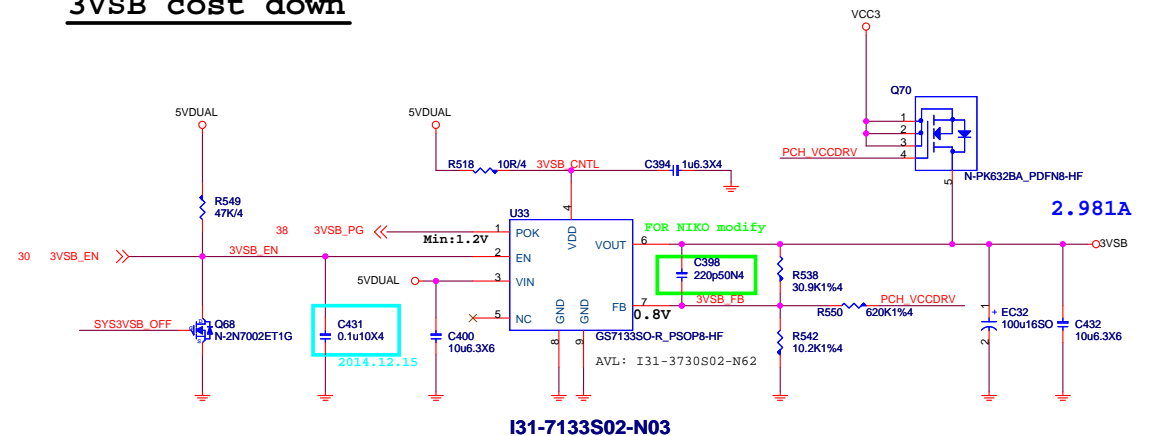 3VSB cost down
VCC3
Q70
1
2
3
4
PCH_VCCDRV
N-PK632BA_PDFN8-HF
5
2.981A
5VDUAL
5VDUAL
R518
10R/4
3VSB_CNTL
C394
1u6.3X4
R549
47K/4
4
U33
FOR NIKO modify
38
3VSB_PG
1
POK
VDD
Min:1.2V
VOUT
6
3VSB
30
3VSB_EN
3VSB_EN
2
EN
C398
220p50N4
R538
30.9K1%4
5VDUAL
3
VIN
3VSB_FB
PCH_VCCDRV
FB
7
0.8V
R550
620K1%4
SYS3VSB_OFF
Q68
N-2N7002ET1G
C431
0.1u10X4
2014.12.15
C400
10u6.3X6
5
NC
GND
GND
8
9
GS7133SO-R_PSOP8-HF
AVL: I31-3730S02-N62
R542
10.2K1%4
1
+
EC32
100u16SO
2
C432
10u6.3X6
I31-7133S02-N03